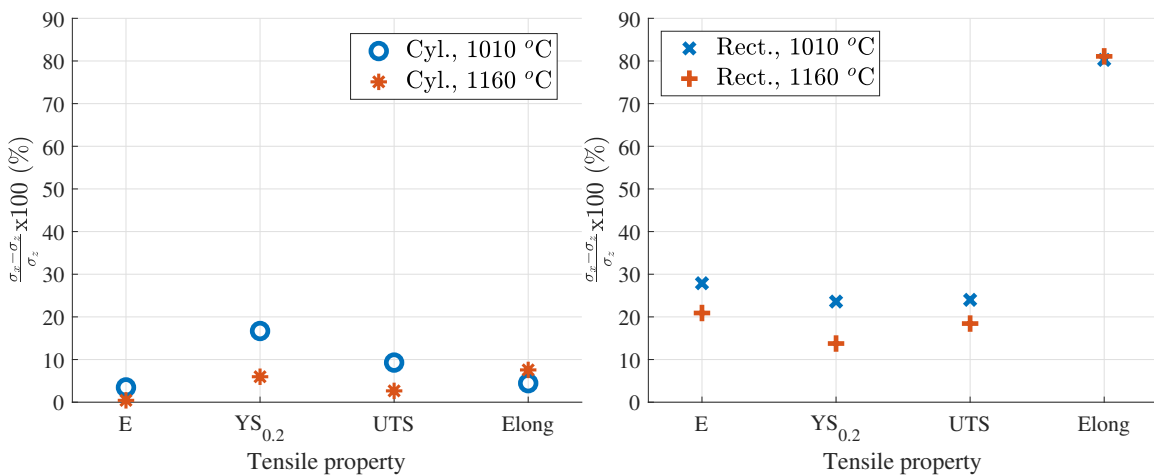 90
80
70
60
50
40
30
20
10
0
σx−σz
σz
x100 (%)
Cyl., 1010 °C
Cyl., 1160 °C
E YS0.2 UTS Elong
Tensile property
90
80
70
60
50
40
30
20
10
0
σx−σz
σz
x100 (%)
Rect., 1010 °C
Rect., 1160 °C
E YS0.2 UTS Elong
Tensile property